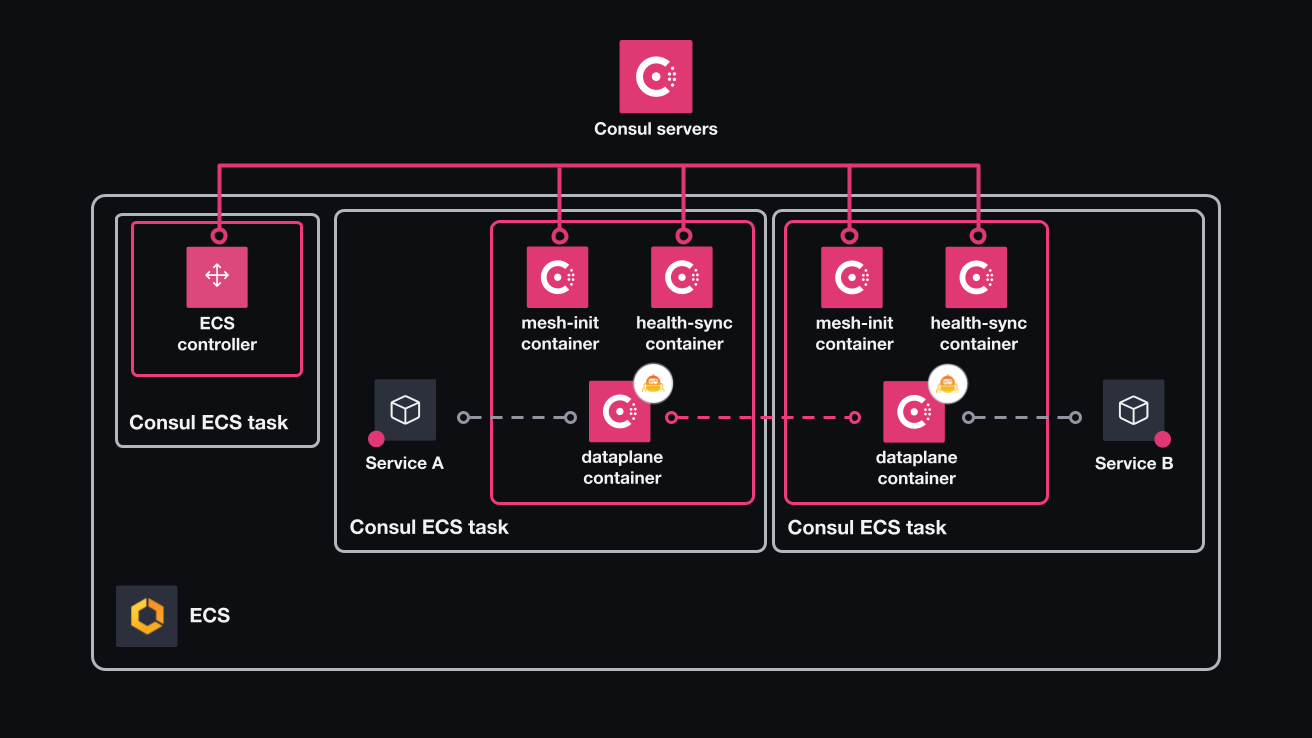 Consul servers
ECS
controller
Consul ECS task
mesh-init
container
health-sync
container
Service A
dataplane
container
Consul ECS task
mesh-init
container
health-sync
container
dataplane
container
Service B
Consul ECS task
ECS